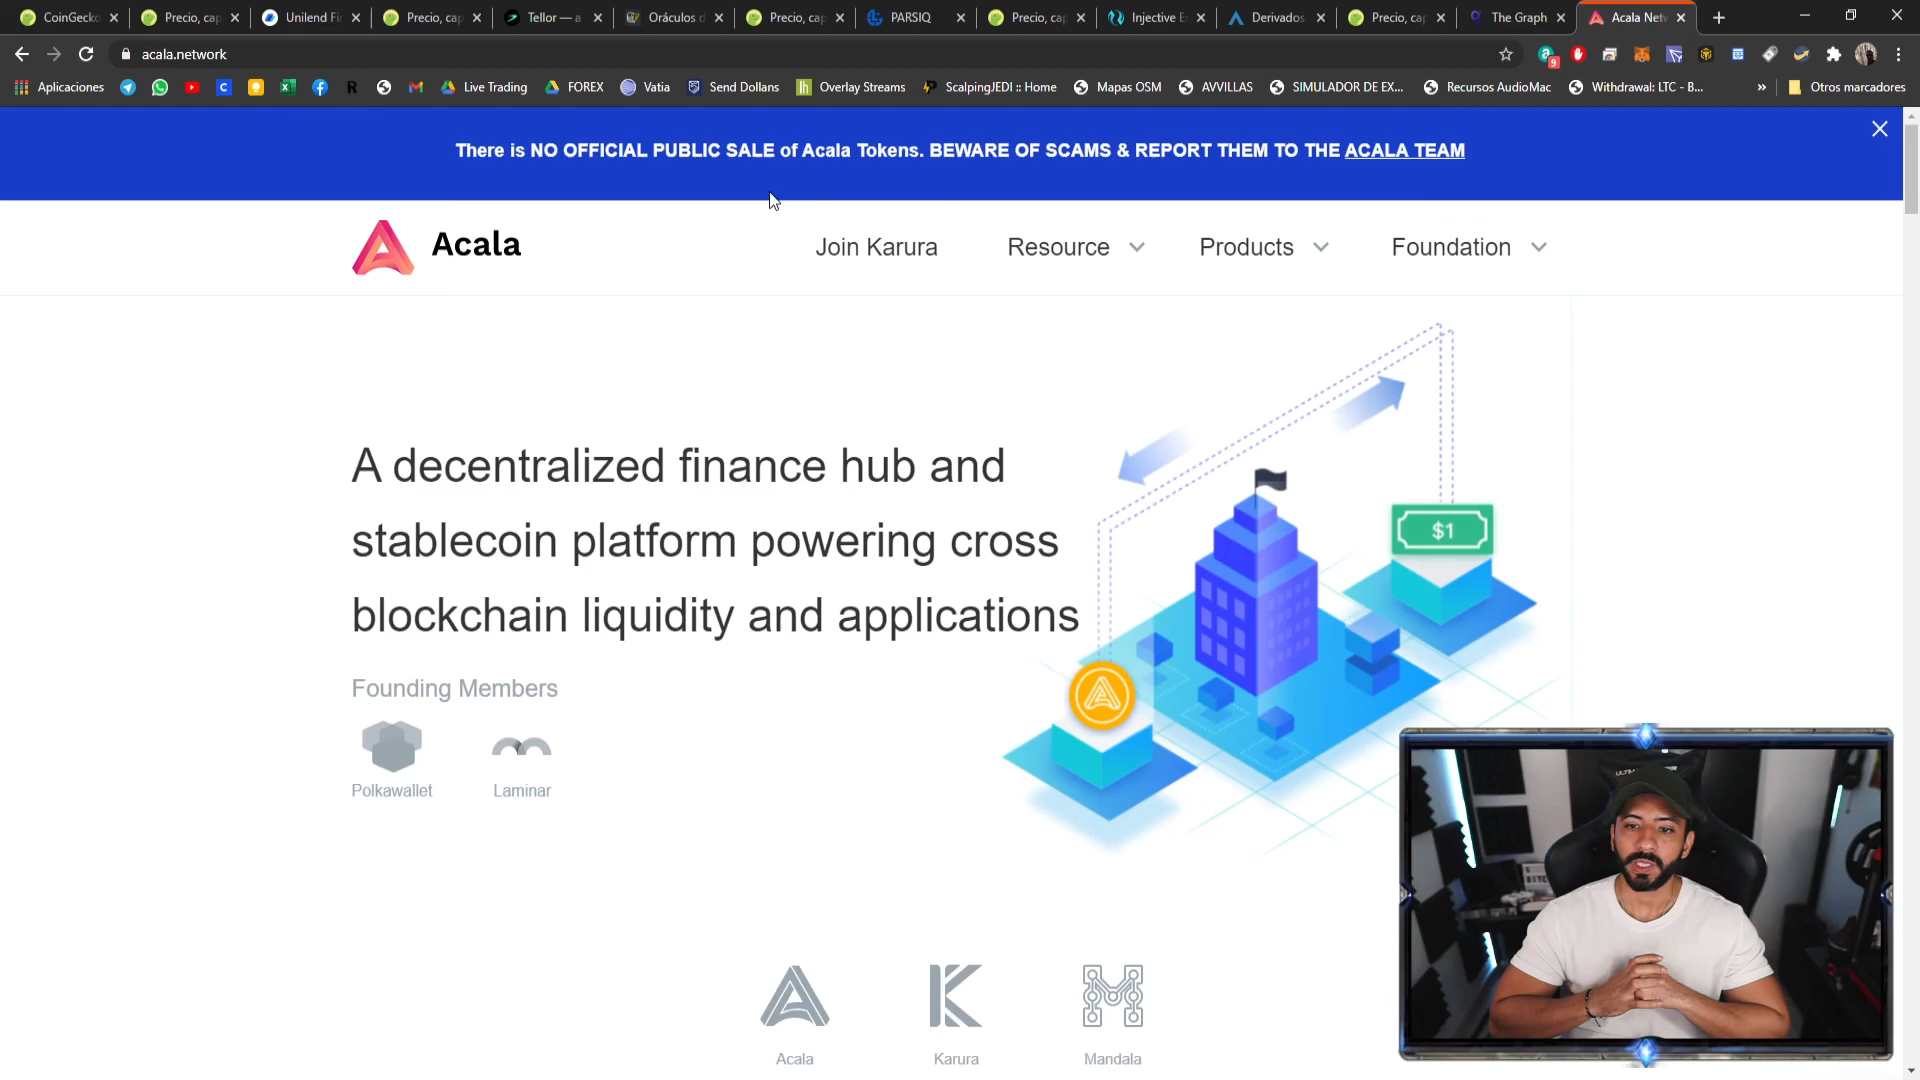 CoinGecko
Precio, cap
Unilend Fi
Precio, cap
Tellor — a
Oráculos d
Precio, cap
PARSIQ
Precio, cap
Injective E
Derivados
Precio, cap
The Graph
Acala Netw
acala.network
9
Aplicaciones
Live Trading
FOREX
Vatia
Send Dollans
Overlay Streams
ScalpingJEDI :: Home
Mapas OSM
AVVILLAS
SIMULADOR DE EX...
Recursos AudioMac
Withdrawal: LTC - B...
»
Otros marcadores
There is NO OFFICIAL PUBLIC SALE of Acala Tokens. BEWARE OF SCAMS & REPORT THEM TO THE ACALA TEAM
Acala
Join Karura
Resource
Products
Foundation
A decentralized finance hub and
stablecoin platform powering cross
blockchain liquidity and applications
$1
Founding Members
Polkawallet
Laminar
Acala
Karura
Mandala